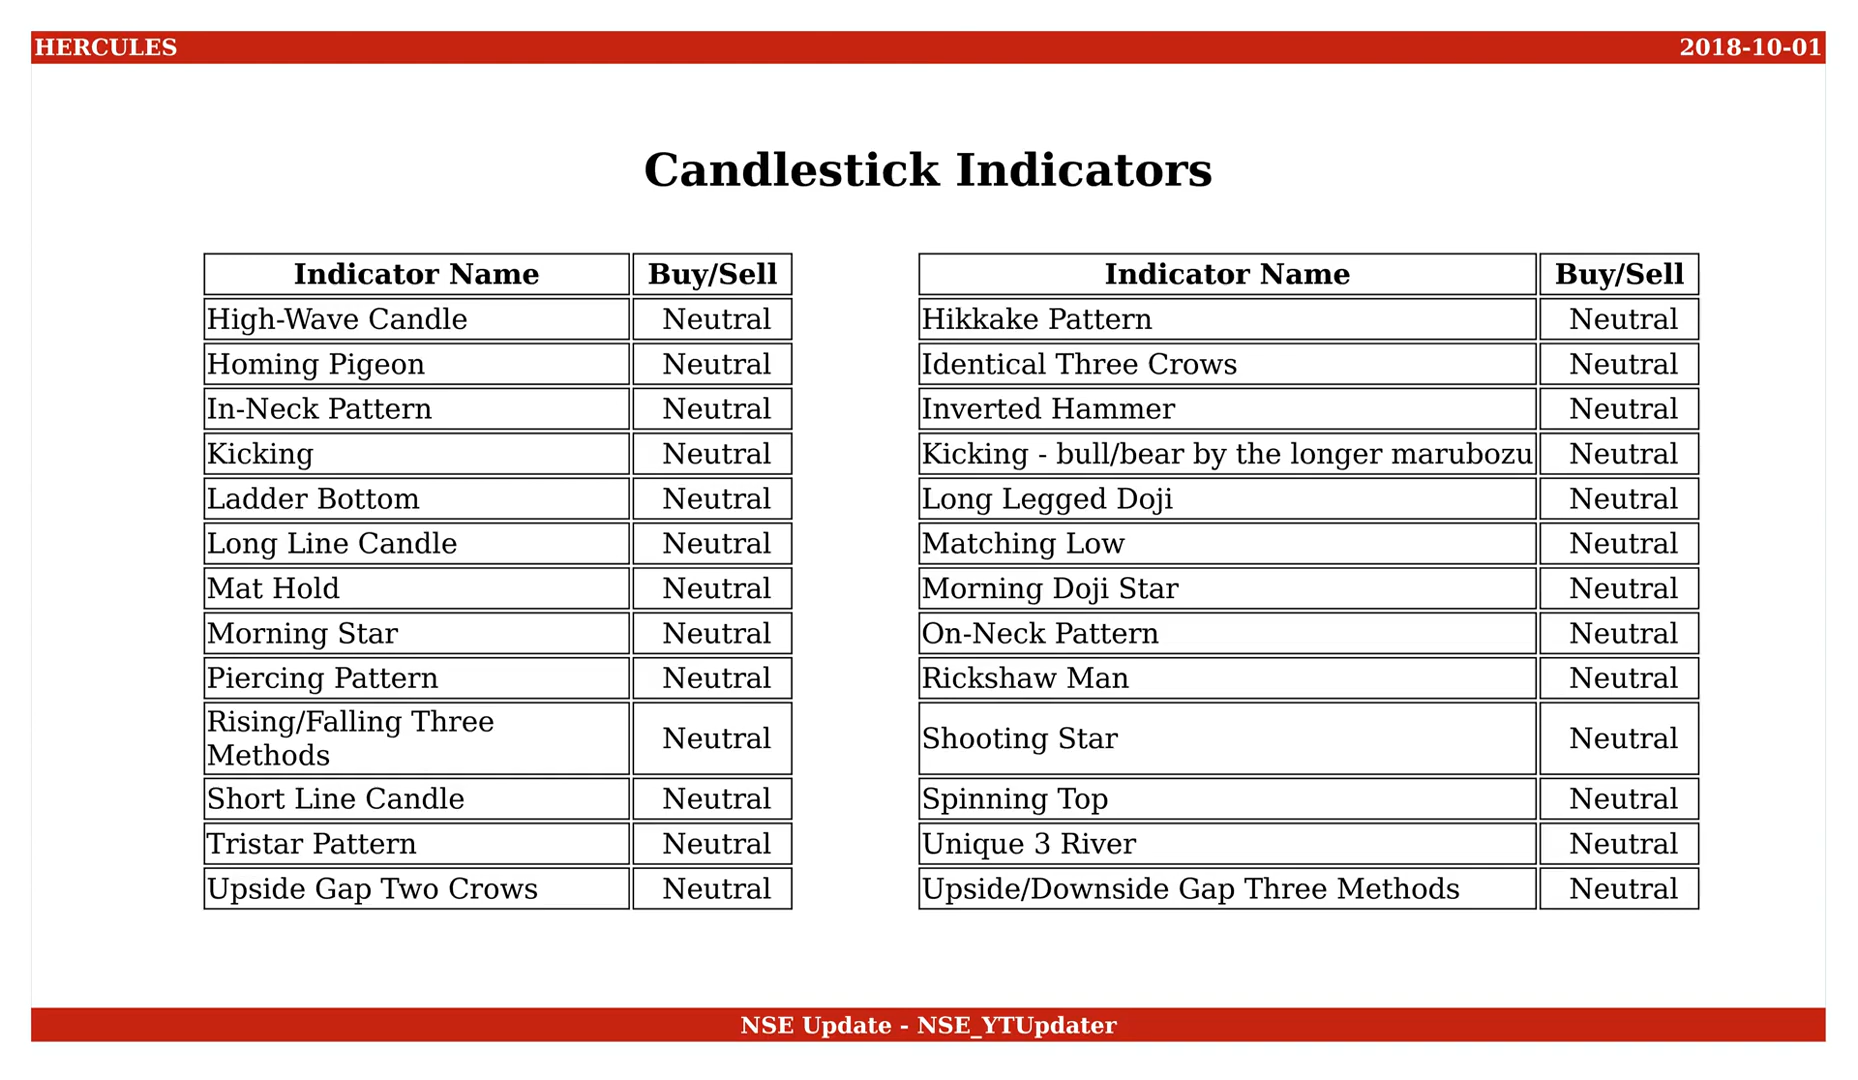 HERCULES 2018-10-01
Candlestick Indicators
Indicator Name Buy/Sell
High-Wave Candle Neutral
Homing Pigeon Neutral
In-Neck Pattern Neutral
Kicking Neutral
Ladder Bottom Neutral
Long Line Candle Neutral
Mat Hold Neutral
Morning Star Neutral
Piercing Pattern Neutral
Rising/Falling Three
Methods Neutral
Short Line Candle Neutral
Tristar Pattern Neutral
Upside Gap Two Crows Neutral
Indicator Name Buy/Sell
Hikkake Pattern Neutral
Identical Three Crows Neutral
Inverted Hammer Neutral
Kicking - bull/bear by the longer marubozu Neutral
Long Legged Doji Neutral
Matching Low Neutral
Morning Doji Star Neutral
On-Neck Pattern Neutral
Rickshaw Man Neutral
Shooting Star Neutral
Spinning Top Neutral
Unique 3 River Neutral
Upside/Downside Gap Three Methods Neutral
NSE Update - NSE_YTUpdater